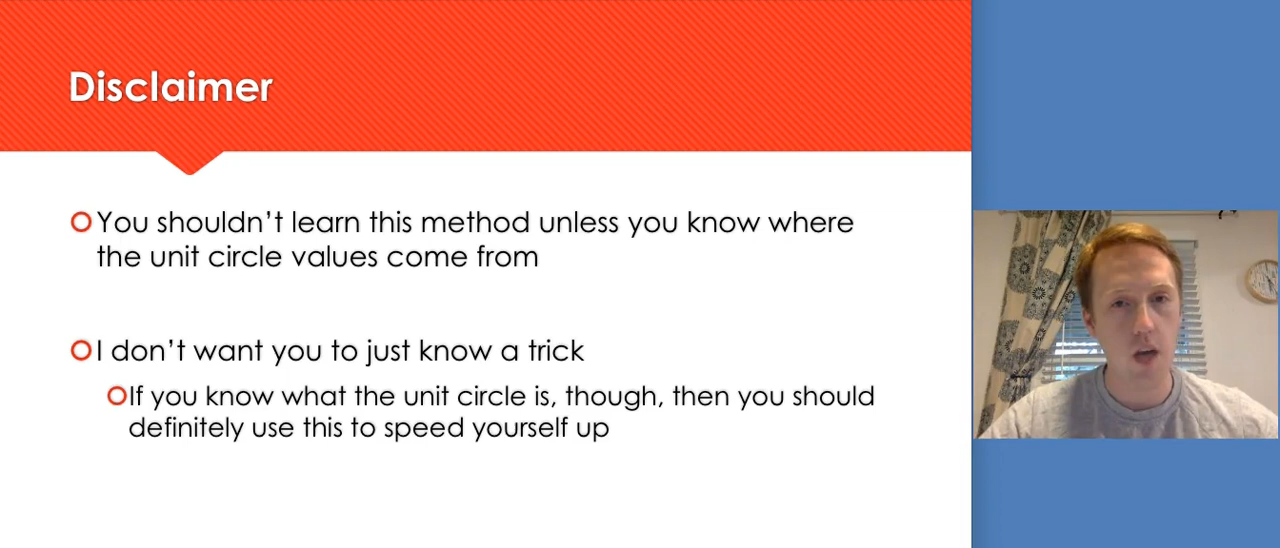 Disclaimer
You shouldn't learn this method unless you know where
the unit circle values come from
I don't want you to just know a trick
If you know what the unit circle is, though, then you should
definitely use this to speed yourself up